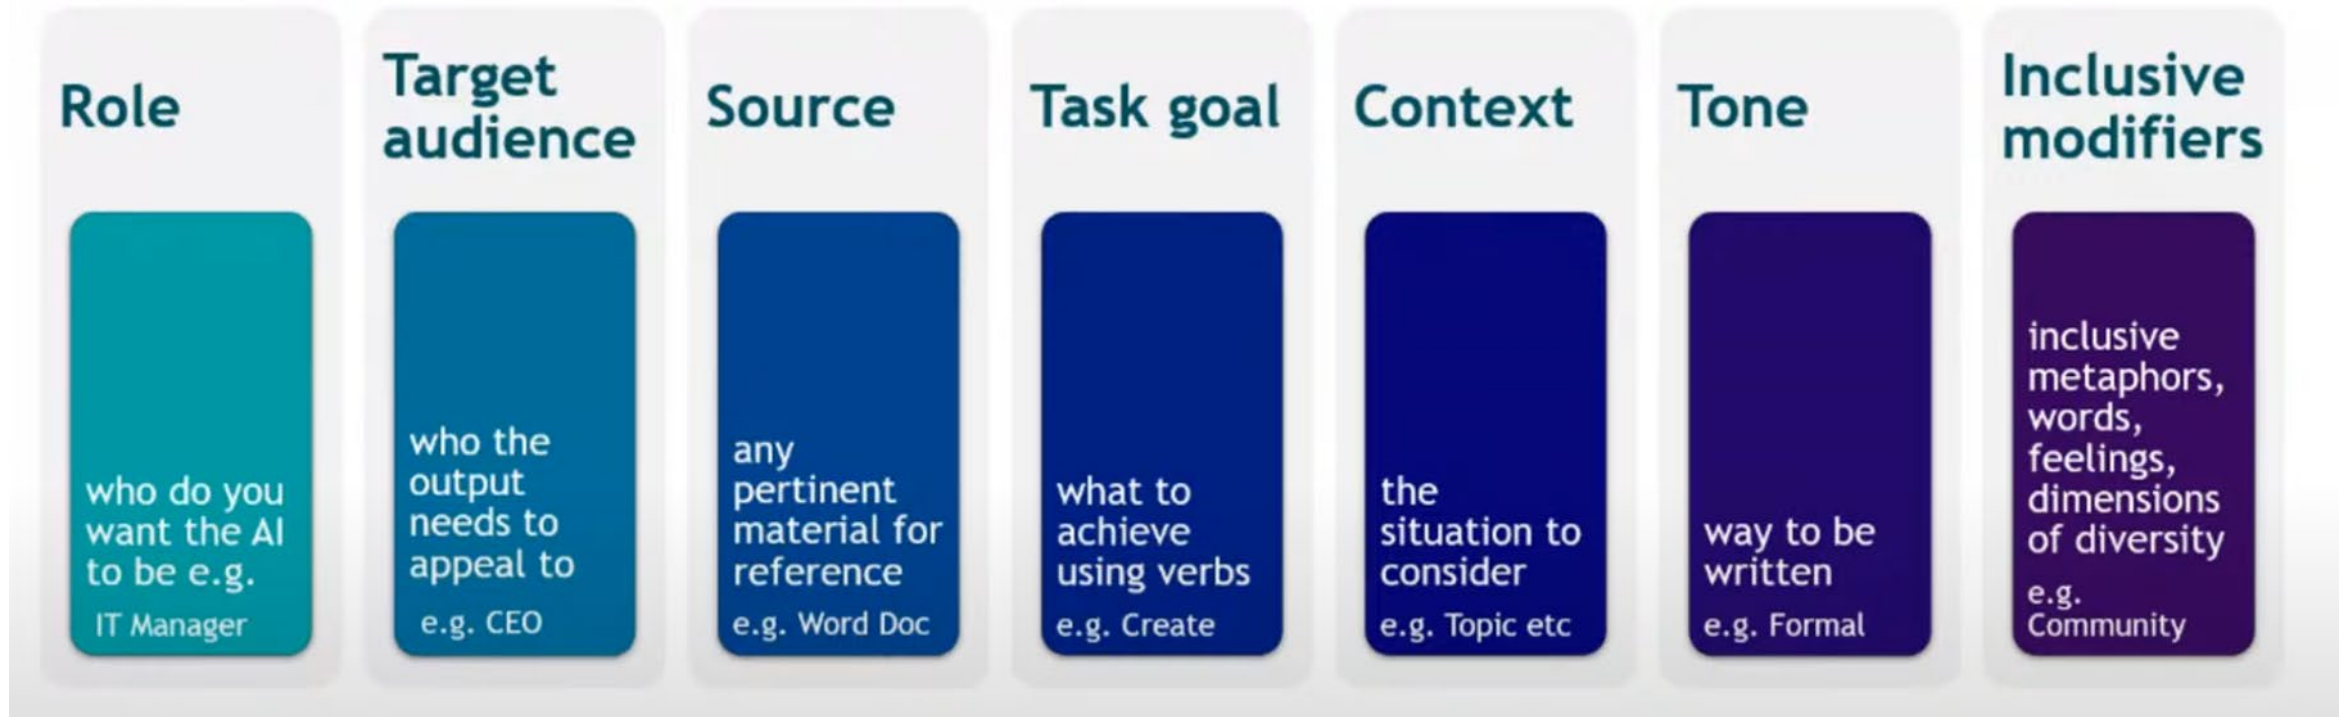 Role
who do you
want the AI
to be e.g.
IT Manager
Target
audience
who the
output
needs to
appeal to
e.g. CEO
Source
any
pertinent
material for
reference
e.g. Word Doc
Task goal
what to
achieve
using verbs
e.g. Create
Context
the
situation to
consider
e.g. Topic etc
Tone
way to be
written
e.g. Formal
Inclusive
modifiers
inclusive
metaphors,
words,
feelings,
dimensions
of diversity
e.g.
Community